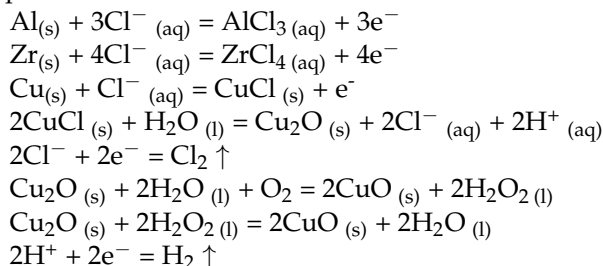 Al(s) + 3Cl⁻ (aq) = AlCl₃ (aq) + 3e⁻
Zr(s) + 4Cl⁻ (aq) = ZrCl₄ (aq) + 4e⁻
Cu(s) + Cl⁻ (aq) = CuCl (s) + e⁻
2CuCl (s) + H₂O (l) = Cu₂O (s) + 2Cl⁻ (aq) + 2H⁺ (aq)
2Cl⁻ + 2e⁻ = Cl₂ ↑
Cu₂O (s) + 2H₂O (l) + O₂ = 2CuO (s) + 2H₂O₂ (l)
Cu₂O (s) + 2H₂O₂ (l) = 2CuO (s) + 2H₂O (l)
2H⁺ + 2e⁻ = H₂ ↑